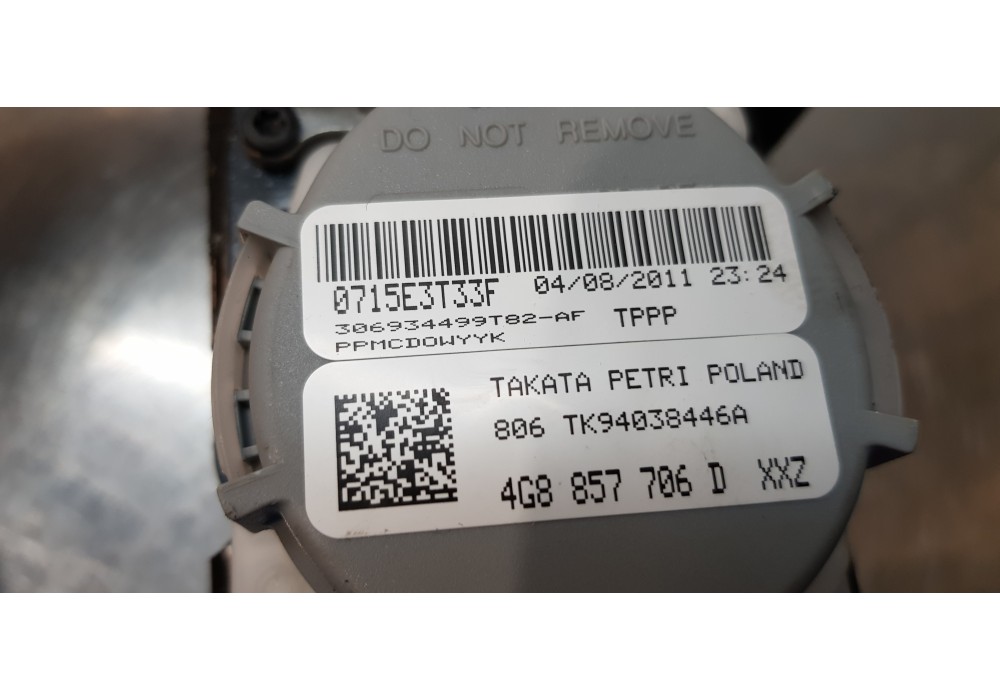 DO NOT REMOVE
0715E3T33F 04/08/2011 23:24
306934499T82-AF TPPP
PPMCDOWYYK
TAKATA PETRI POLAND
806 TK94038446A
4G8 857 706 D XXZ